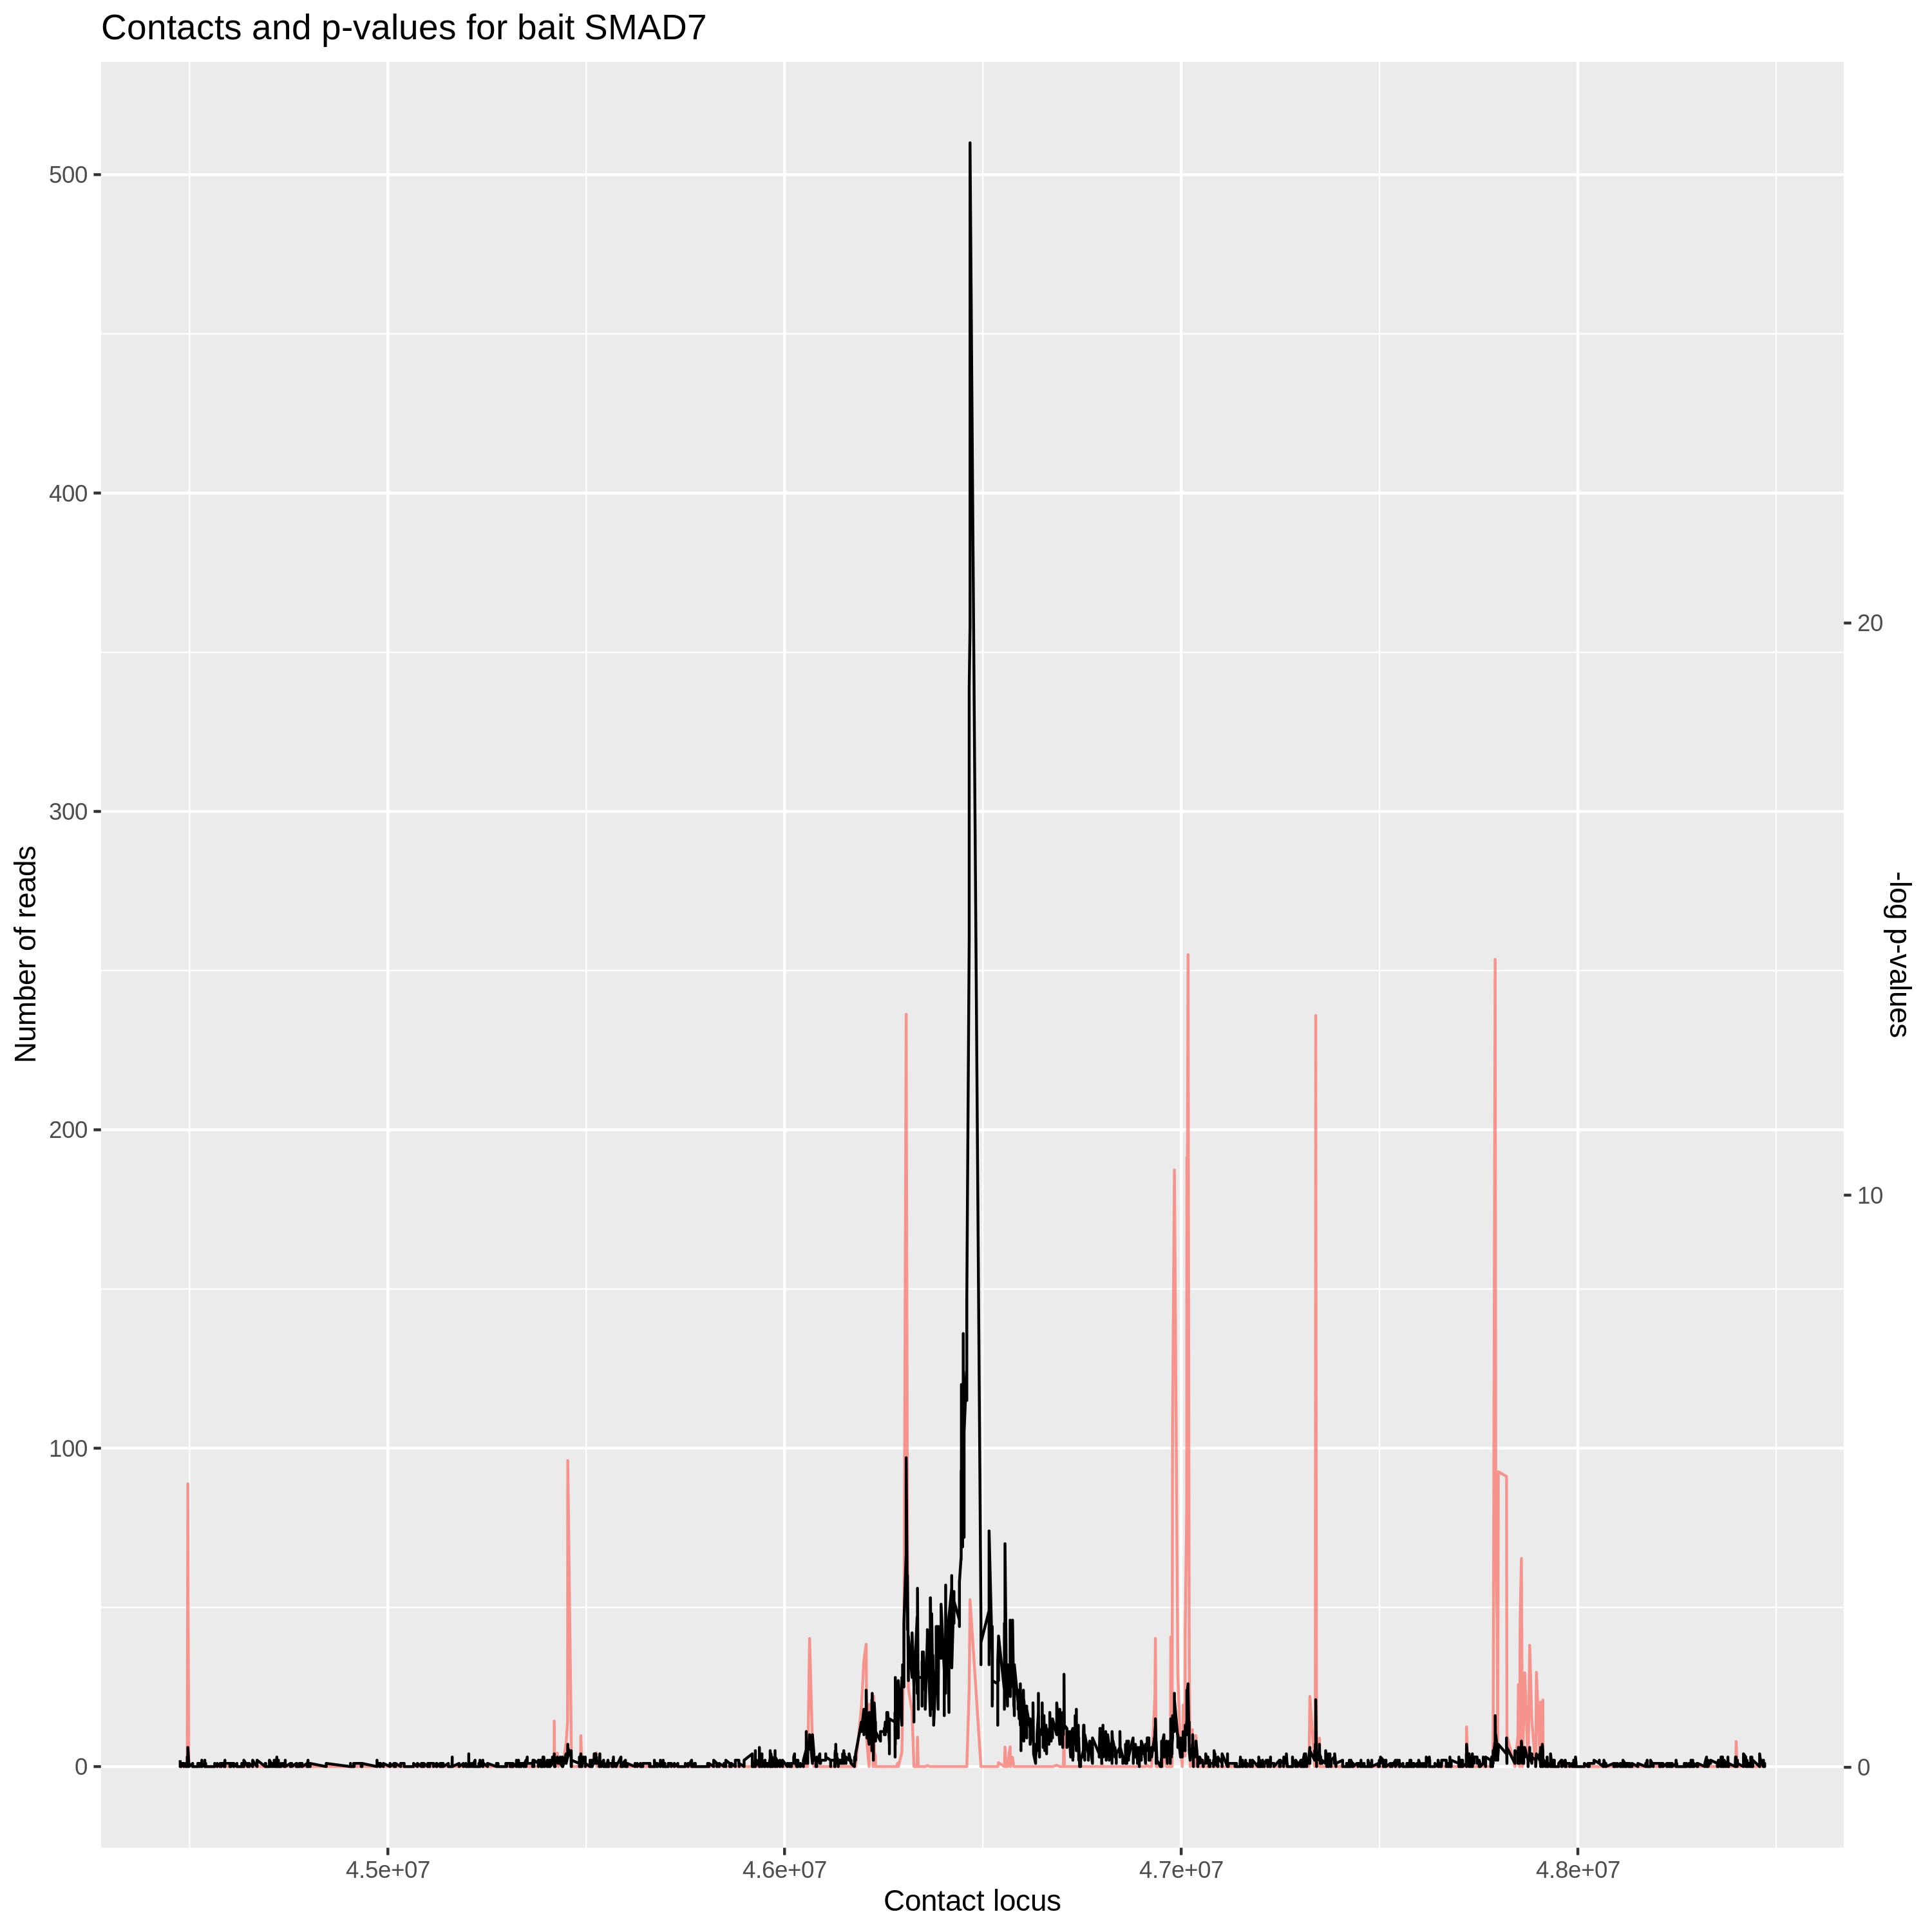 Contacts and p-values for bait SMAD7
500
400
300
200
100
0
Number of reads
20
10
0
-log p-values
4.5e+07
4.6e+07
4.7e+07
4.8e+07
Contact locus